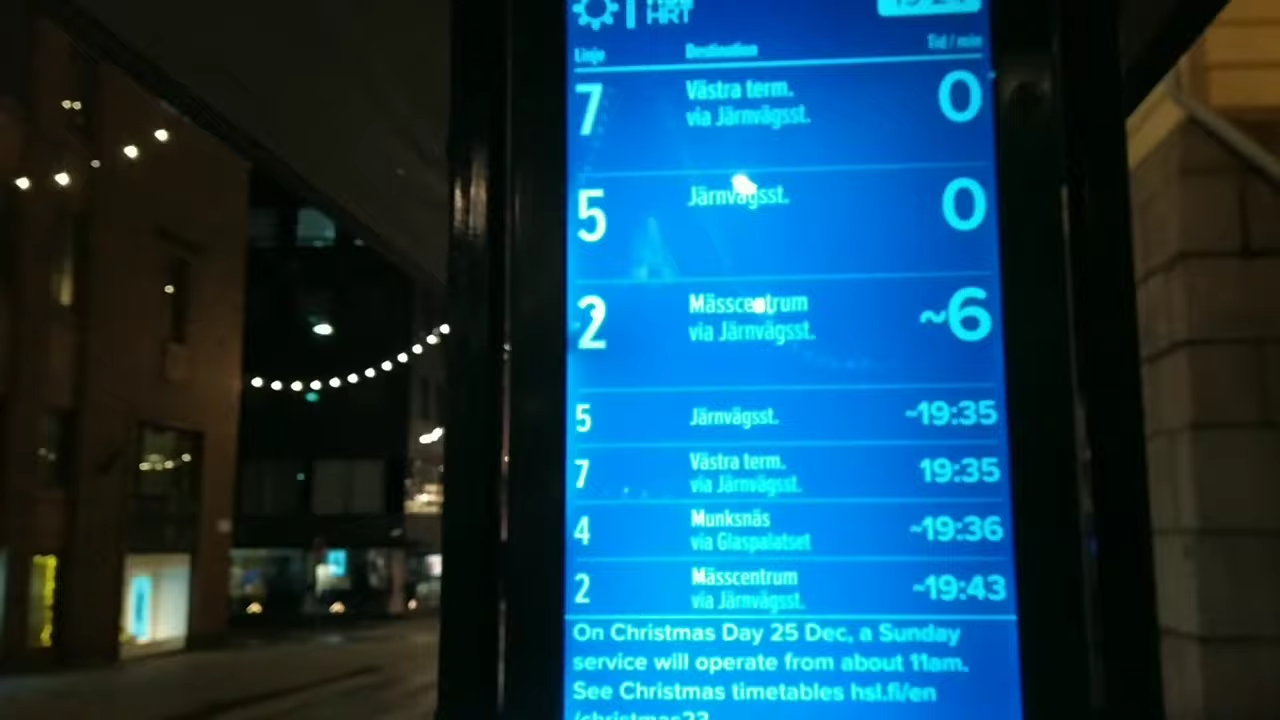 HRT
Linje Destination Tid / min
7 Västra term. 0
via Järnvägsst.
5 Järnvägsst. 0
2 Mässcentrum ~6
via Järnvägsst.
5 Järnvägsst. ~19:35
7 Västra term. 19:35
via Järnvägsst.
4 Munksnäs ~19:36
via Glaspalatset
2 Mässcentrum ~19:43
via Järnvägsst.
On Christmas Day 25 Dec, a Sunday
service will operate from about 11am.
See Christmas timetables hsl.fi/en
/christmas23